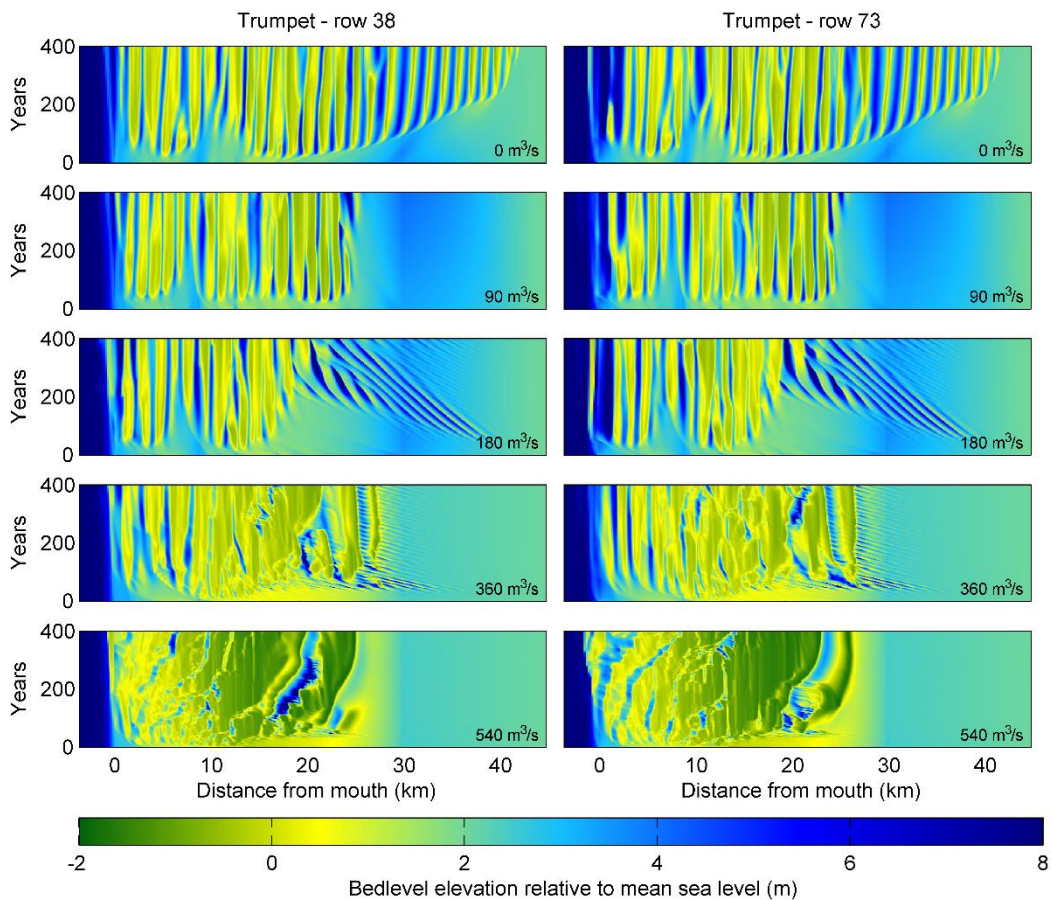 Trumpet - row 38
Trumpet - row 73
400
200
0
Years
0 m³/s
0 m³/s
400
200
0
Years
90 m³/s
90 m³/s
400
200
0
Years
180 m³/s
180 m³/s
400
200
0
Years
360 m³/s
360 m³/s
400
200
0
Years
540 m³/s
540 m³/s
0 10 20 30 40
0 10 20 30 40
Distance from mouth (km)
Distance from mouth (km)
-2 0 2 4 6 8
Bedlevel elevation relative to mean sea level (m)